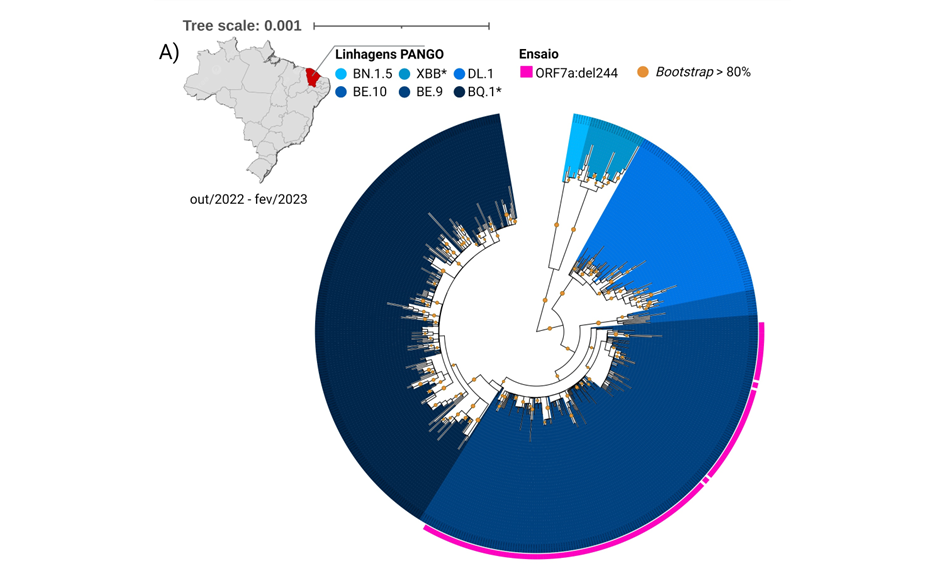 Tree scale: 0.001
A)
Linhagens PANGO
BN.1.5 XBB* DL.1
BE.10 BE.9 BQ.1*
Ensaio
ORF7a:del244 Bootstrap > 80%
out/2022 - fev/2023